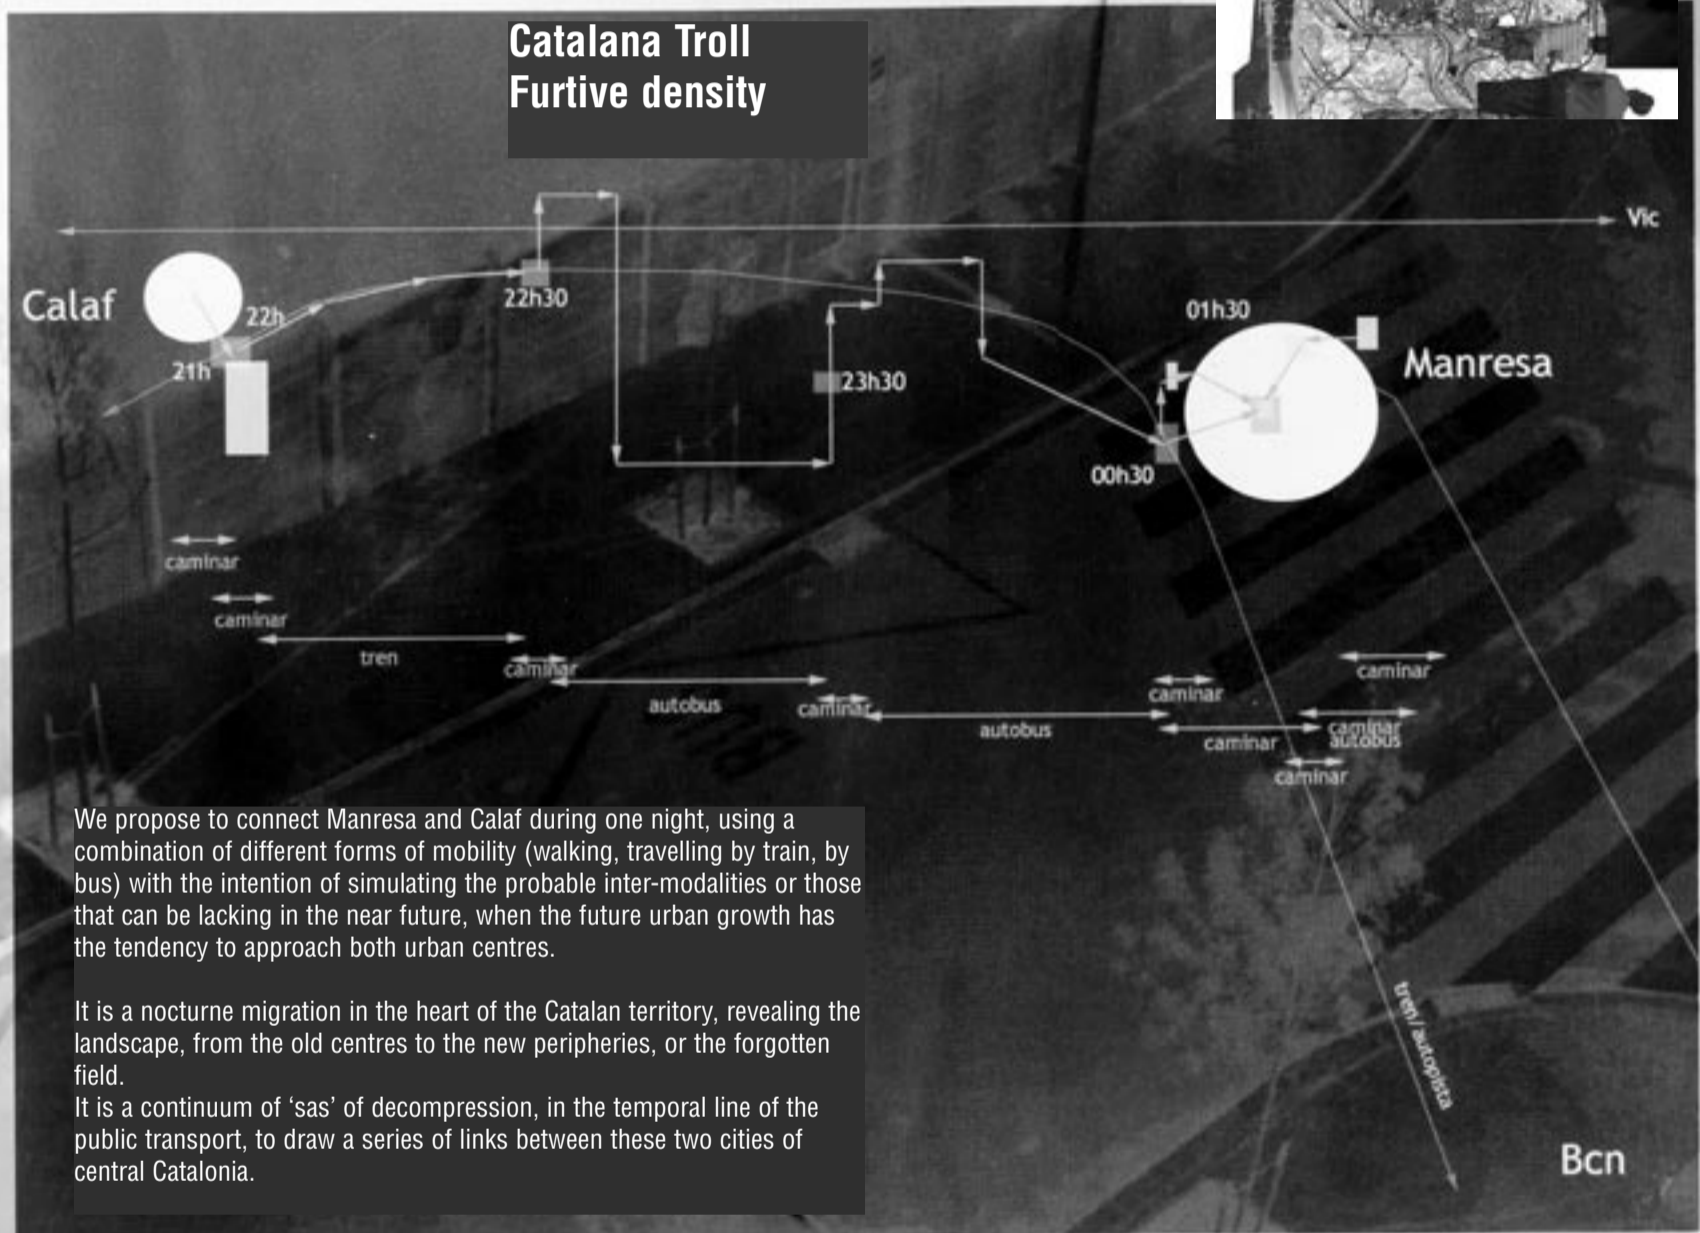 Catalana Troll
Furtive density
Vic
Calaf
22h
21h
22h30
23h30
01h30
Manresa
00h30
caminar
caminar
tren
caminar
autobus
caminar
autobus
caminar
caminar
caminar
caminar
autobus
caminar
We propose to connect Manresa and Calaf during one night, using a
combination of different forms of mobility (walking, travelling by train, by
bus) with the intention of simulating the probable inter-modalities or those
that can be lacking in the near future, when the future urban growth has
the tendency to approach both urban centres.
It is a nocturne migration in the heart of the Catalan territory, revealing the
landscape, from the old centres to the new peripheries, or the forgotten
field.
It is a continuum of ‘sas’ of decompression, in the temporal line of the
public transport, to draw a series of links between these two cities of
central Catalonia.
tren/autopista
Bcn